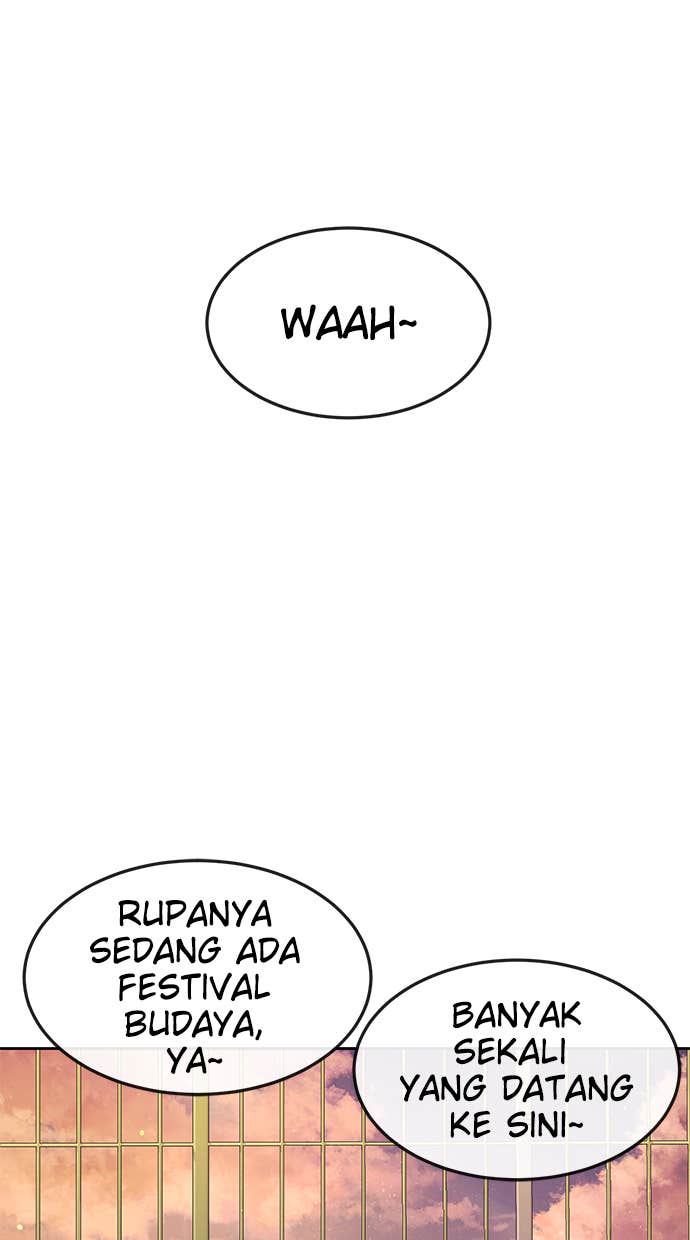 WAAH~
RUPANYA
SEDANG ADA
FESTIVAL
BUDAYA,
YA~
BANYAK
SEKALI
YANG DATANG
KE SINI~